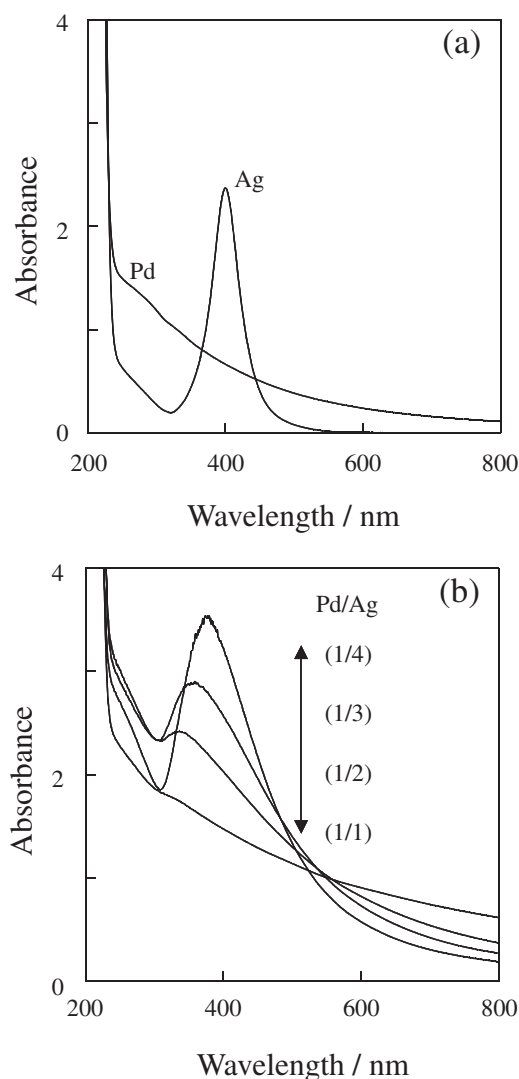 (a)
4
Ag
2
Pd
0
200 400 600 800
Absorbance
Wavelength / nm
(b)
4
Pd/Ag
(1/4)
(1/3)
(1/2)
(1/1)
2
0
200 400 600 800
Absorbance
Wavelength / nm